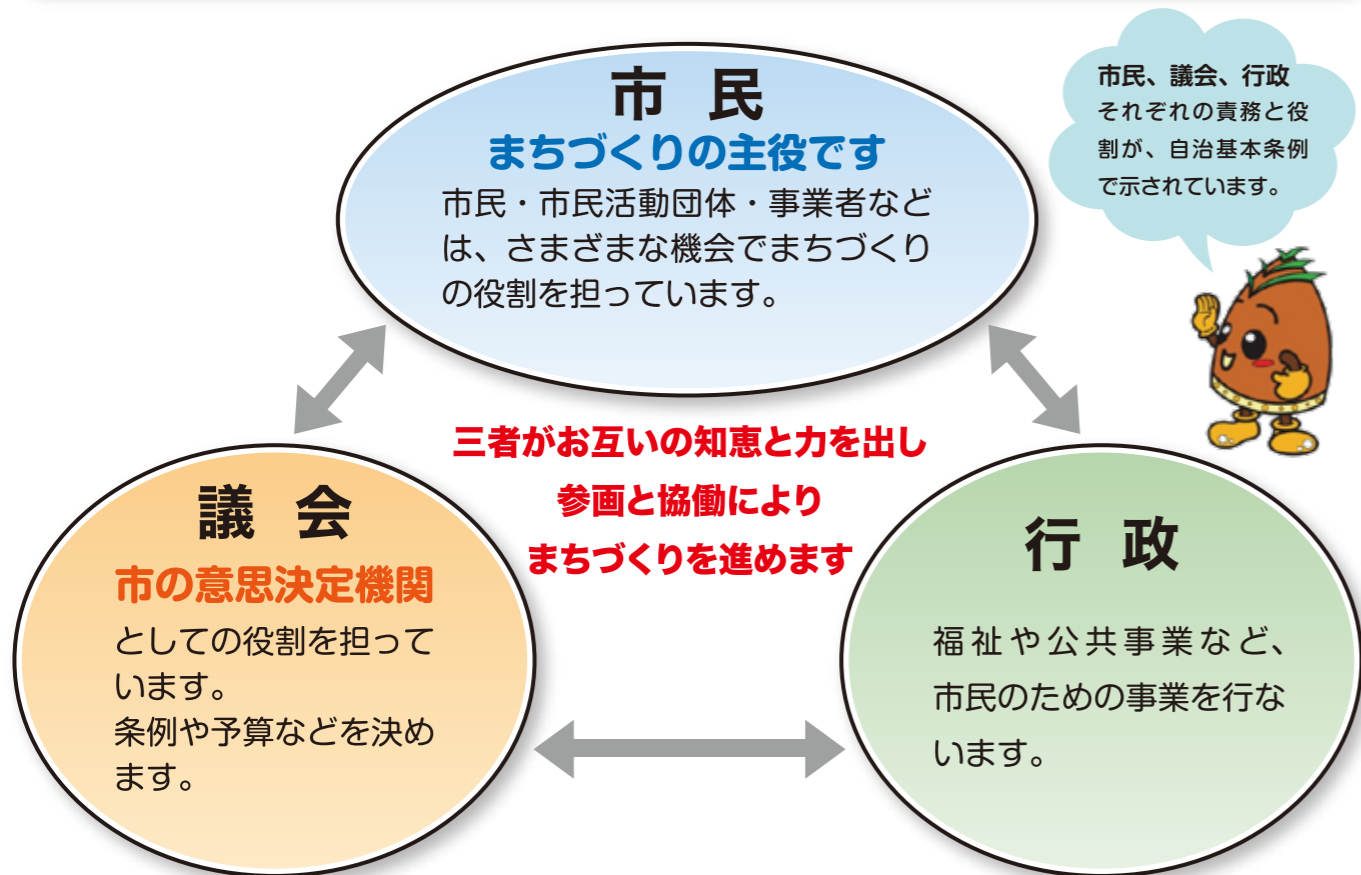 市民
まちづくりの主役です
市民・市民活動団体・事業者など
は、さまざまな機会でまちづくり
の役割を担っています。
市民、議会、行政
それぞれの責務と役
割が、自治基本条例
で示されています。
三者がお互いの知恵と力を出し
参画と協働により
まちづくりを進めます
議会
市の意思決定機関
としての役割を担って
います。
条例や予算などを決め
ます。
行政
福祉や公共事業など、
市民のための事業を行な
います。